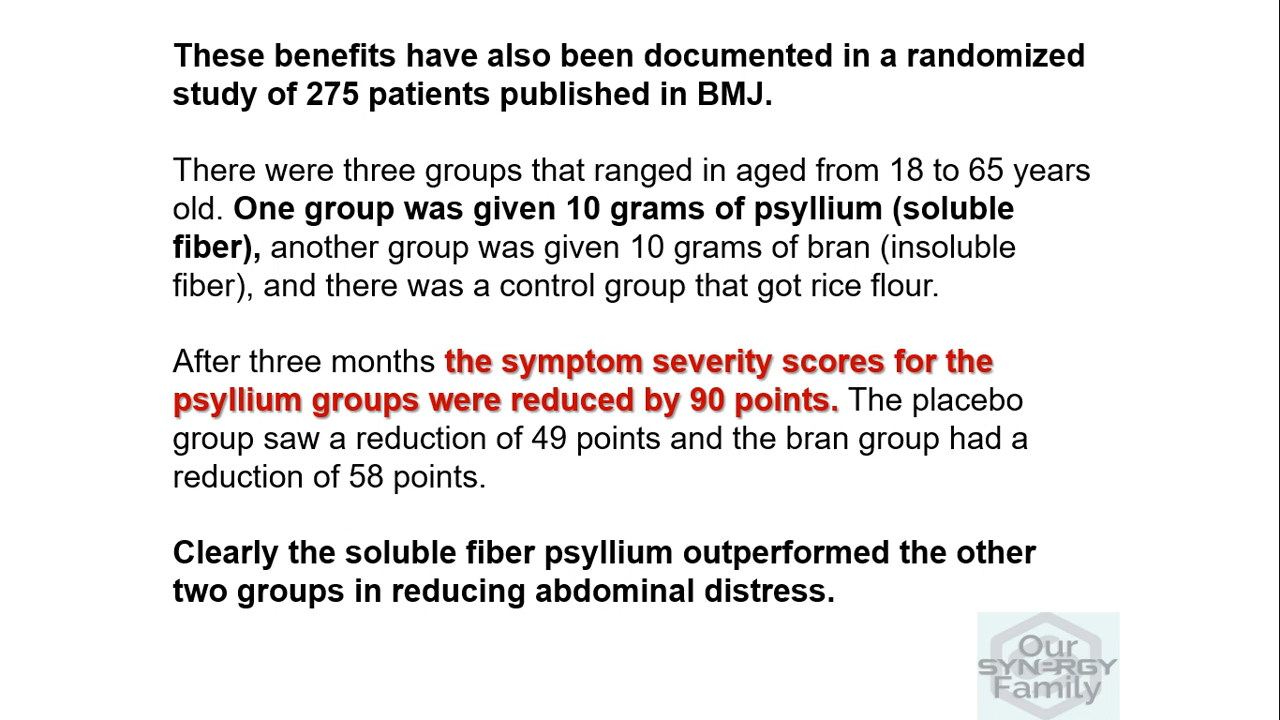 These benefits have also been documented in a randomized
study of 275 patients published in BMJ.
There were three groups that ranged in aged from 18 to 65 years
old. One group was given 10 grams of psyllium (soluble
fiber), another group was given 10 grams of bran (insoluble
fiber), and there was a control group that got rice flour.
After three months the symptom severity scores for the
psyllium groups were reduced by 90 points. The placebo
group saw a reduction of 49 points and the bran group had a
reduction of 58 points.
Clearly the soluble fiber psyllium outperformed the other
two groups in reducing abdominal distress.
Our
SYNERGY
Family